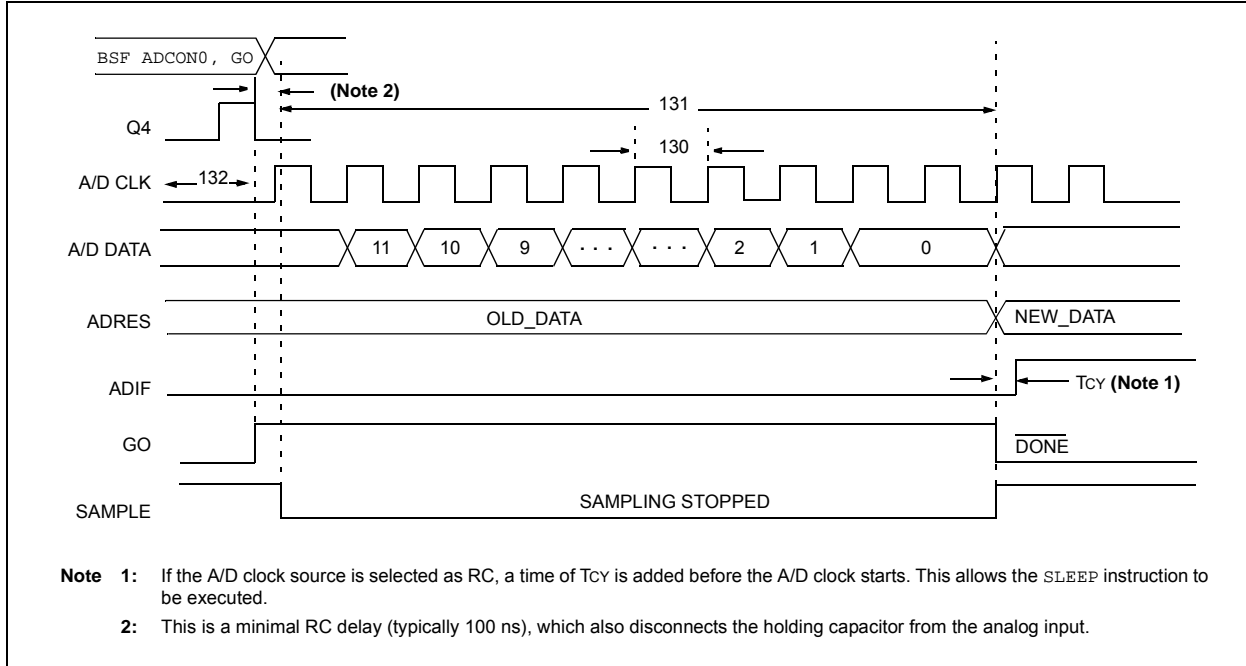 BSF ADCON0, GO
(Note 2)
131
Q4
130
A/D CLK
132
A/D DATA
11 10 9 . . . . . . 2 1 0
ADRES
OLD_DATA
NEW_DATA
ADIF
TCY (Note 1)
GO
DONE
SAMPLE
SAMPLING STOPPED
Note 1: If the A/D clock source is selected as RC, a time of TCY is added before the A/D clock starts. This allows the SLEEP instruction to
be executed.
2: This is a minimal RC delay (typically 100 ns), which also disconnects the holding capacitor from the analog input.